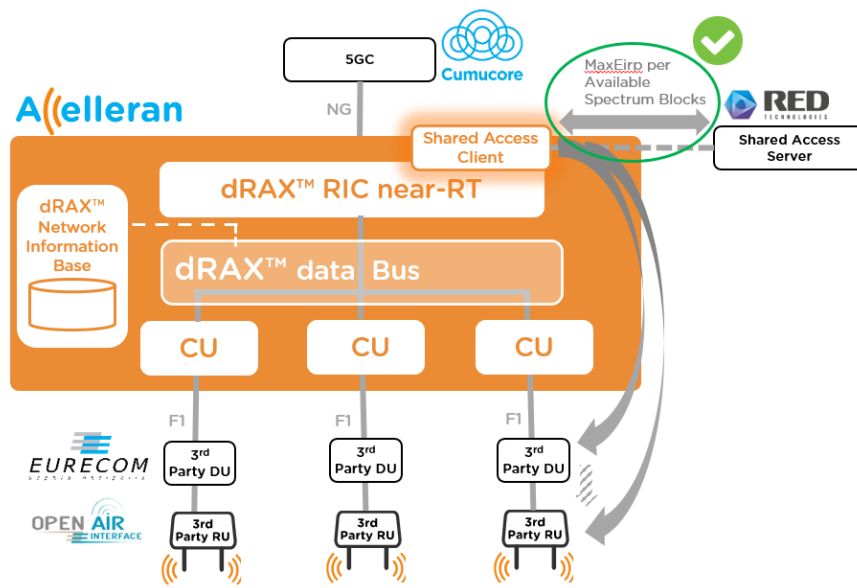 5GC
Cumucore
MaxEirp per
Available
Spectrum Blocks
RED
TECHNOLOGIES
Accelleran
NG
Shared Access
Client
Shared Access
Server
dRAX™ RIC near-RT
dRAX™
Network
Information
Base
dRAX™ data Bus
CU
CU
CU
F1
F1
F1
EURECOM
3rd
Party DU
3rd
Party DU
3rd
Party DU
OPEN AIR
INTERFACE
3rd
Party RU
3rd
Party RU
3rd
Party RU